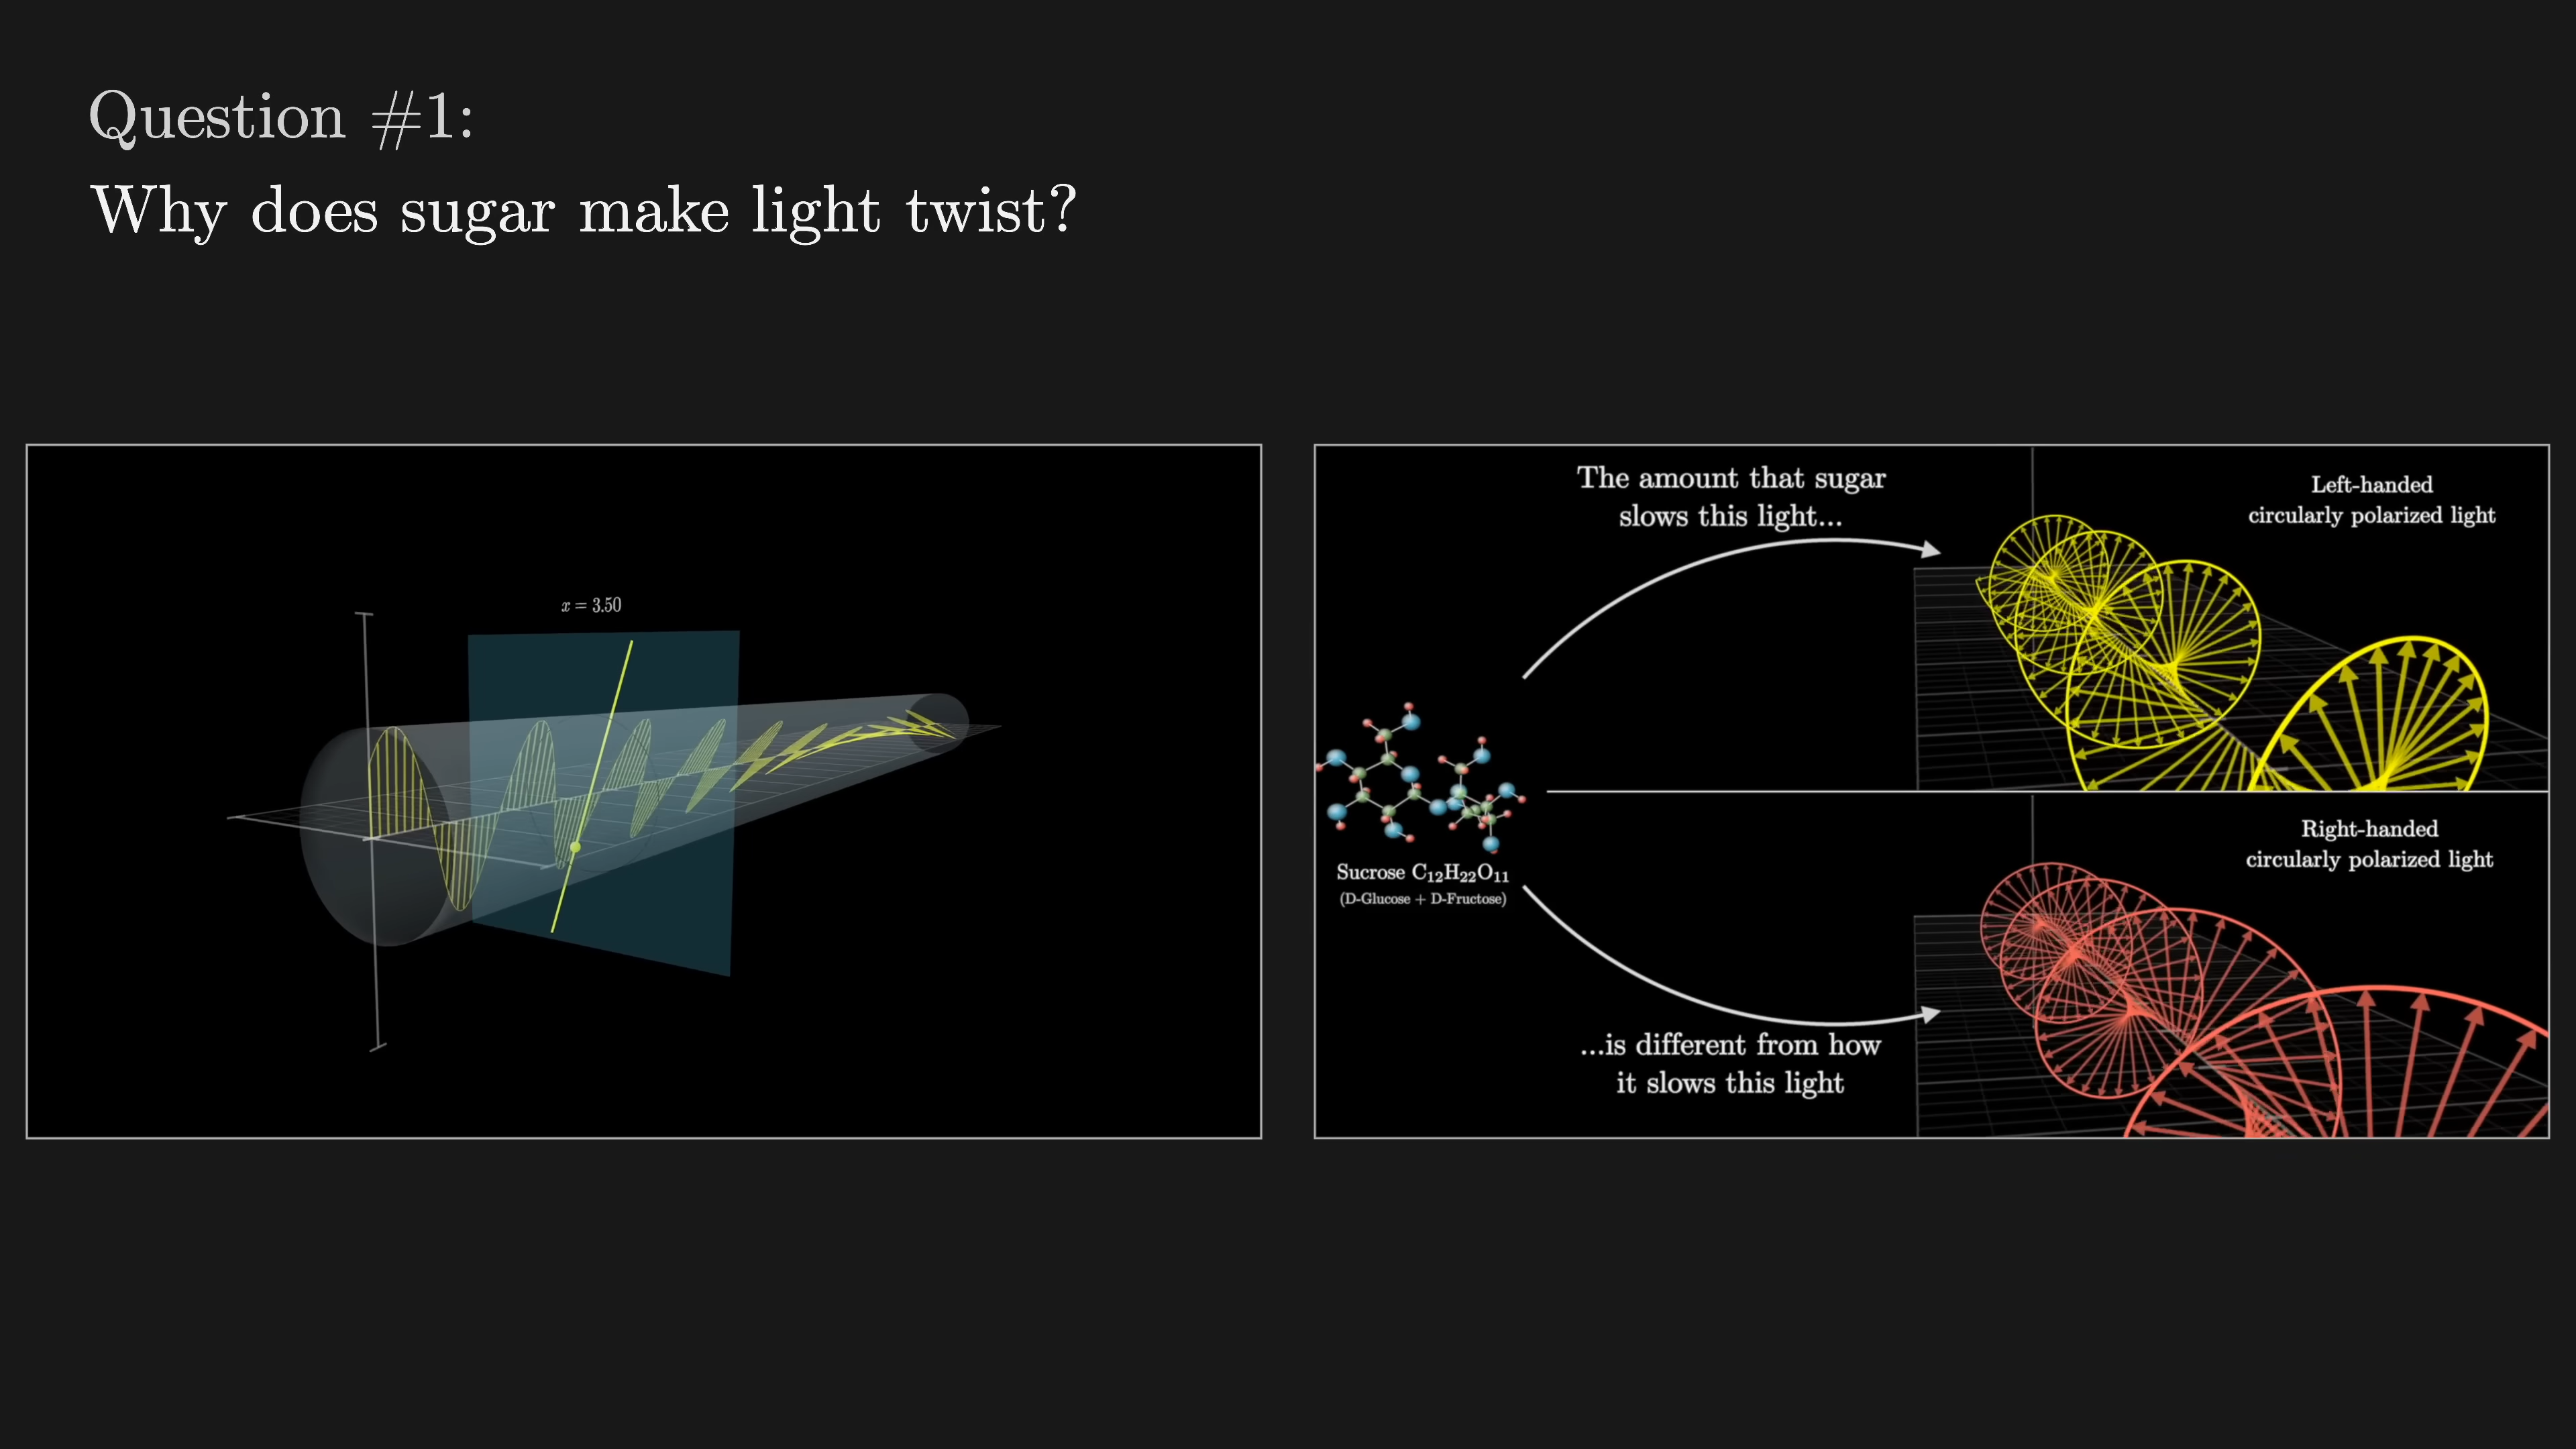 Question #1:
Why does sugar make light twist?
x = 3.50
The amount that sugar
slows this light...
Left-handed
circularly polarized light
Sucrose C₁₂H₂₂O₁₁
(D-Glucose + D-Fructose)
Right-handed
circularly polarized light
...is different from how
it slows this light